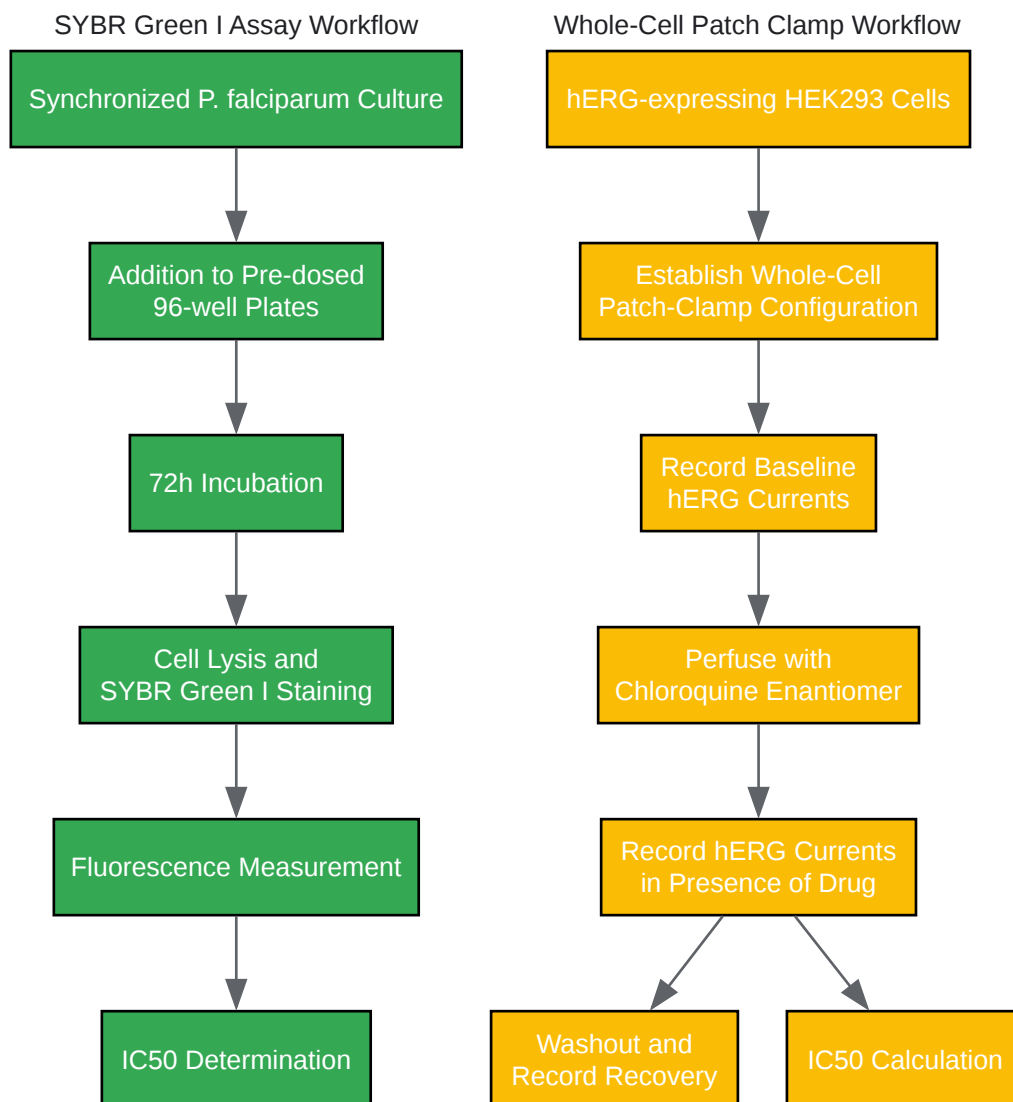 SYBR Green I Assay Workflow
Synchronized P. falciparum Culture
Addition to Pre-dosed
96-well Plates
72h Incubation
Cell Lysis and
SYBR Green I Staining
Fluorescence Measurement
IC50 Determination
Whole-Cell Patch Clamp Workflow
hERG-expressing HEK293 Cells
Establish Whole-Cell
Patch-Clamp Configuration
Record Baseline
hERG Currents
Perfuse with
Chloroquine Enantiomer
Record hERG Currents
in Presence of Drug
Washout and
Record Recovery
IC50 Calculation